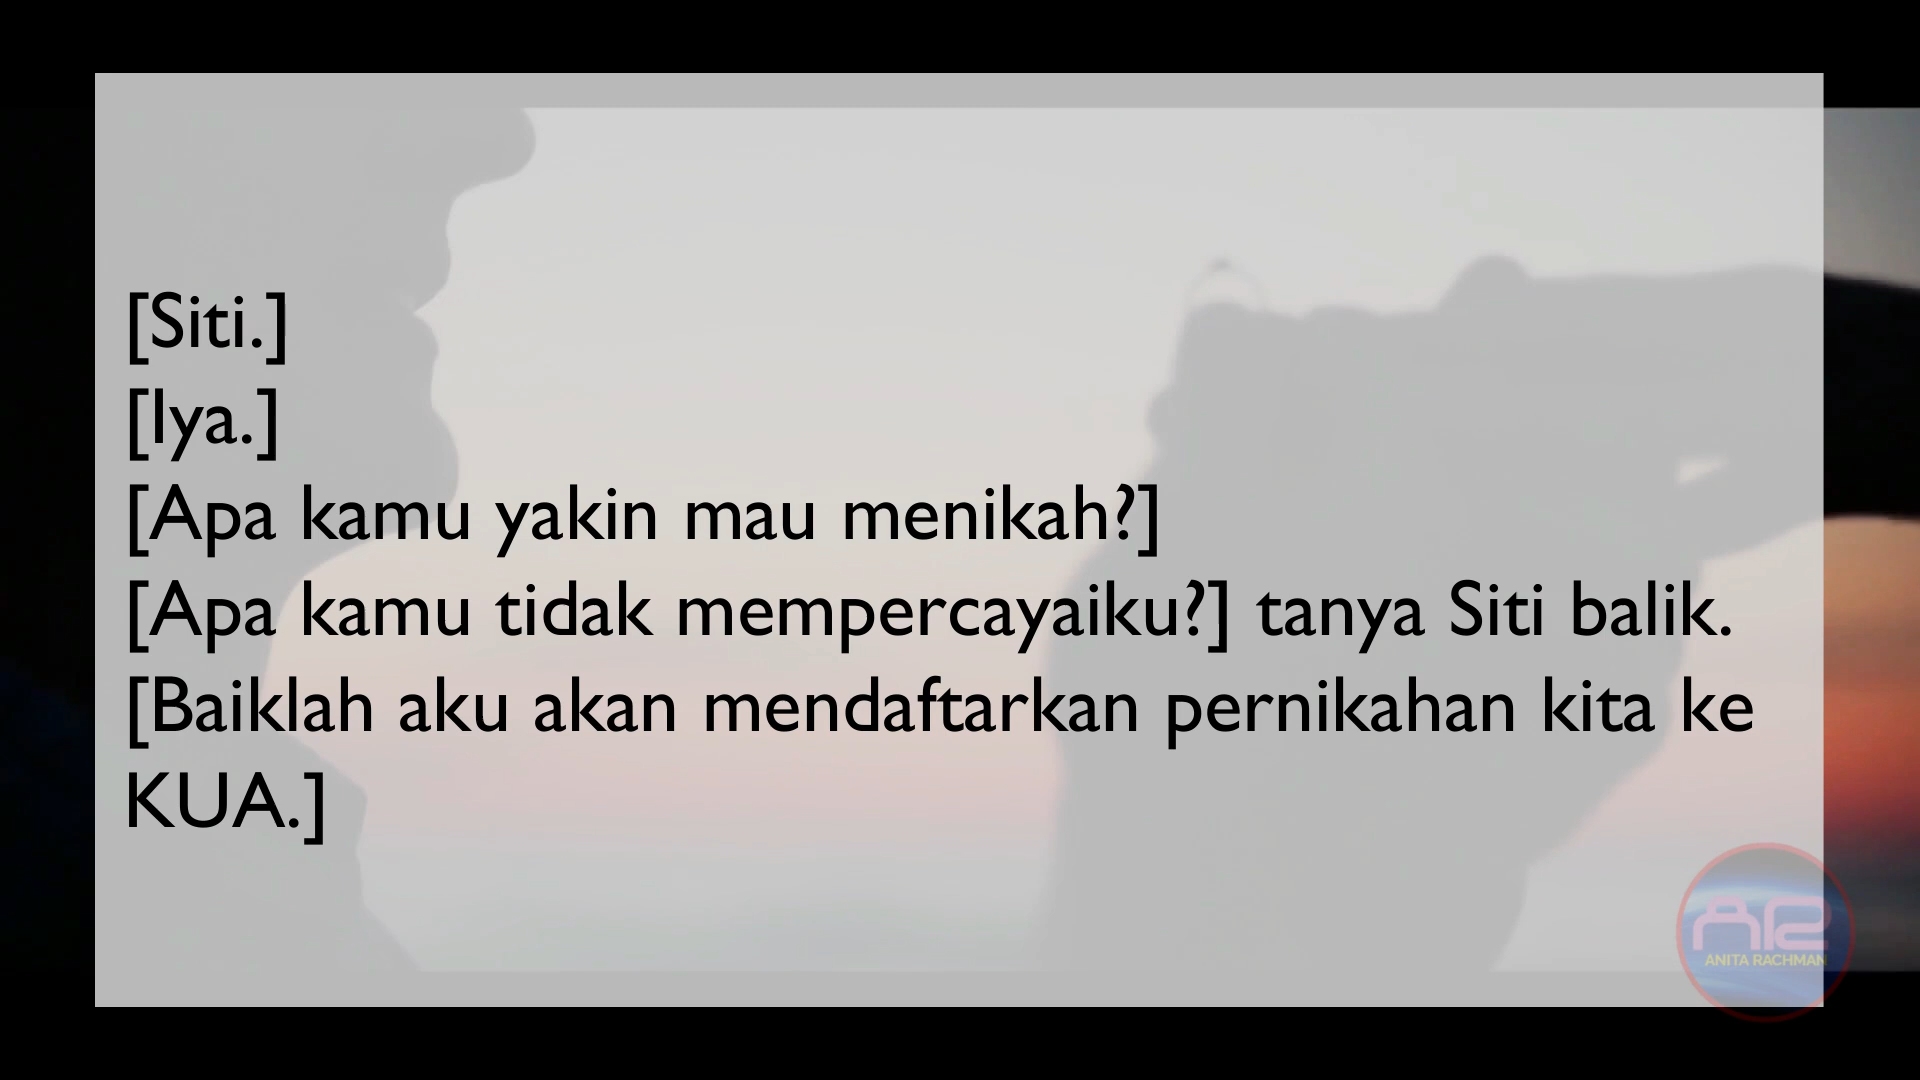 [Siti.]
[Iya.]
[Apa kamu yakin mau menikah?]
[Apa kamu tidak mempercayaiku?] tanya Siti balik.
[Baiklah aku akan mendaftarkan pernikahan kita ke
KUA.]
AR
ANITA RACHMAN